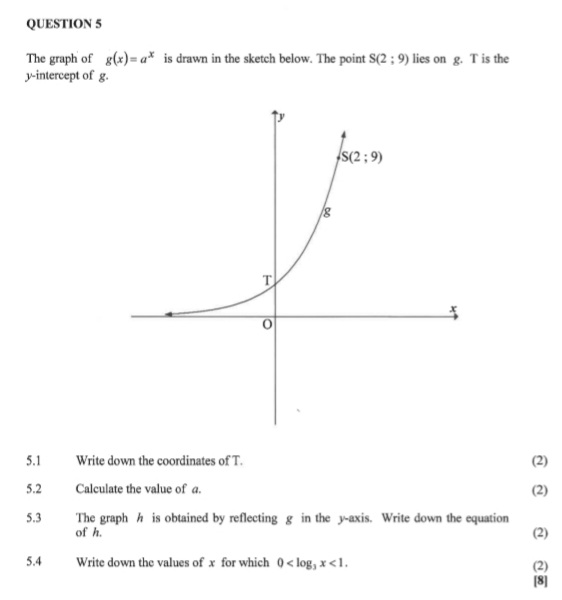 QUESTION 5
The graph of g(x) = aˣ is drawn in the sketch below. The point S(2 ; 9) lies on g. T is the
y-intercept of g.
y
S(2 ; 9)
g
T
x
O
5.1 Write down the coordinates of T. (2)
5.2 Calculate the value of a. (2)
5.3 The graph h is obtained by reflecting g in the y-axis. Write down the equation
of h. (2)
5.4 Write down the values of x for which 0 < log₃ x < 1. (2)
[8]